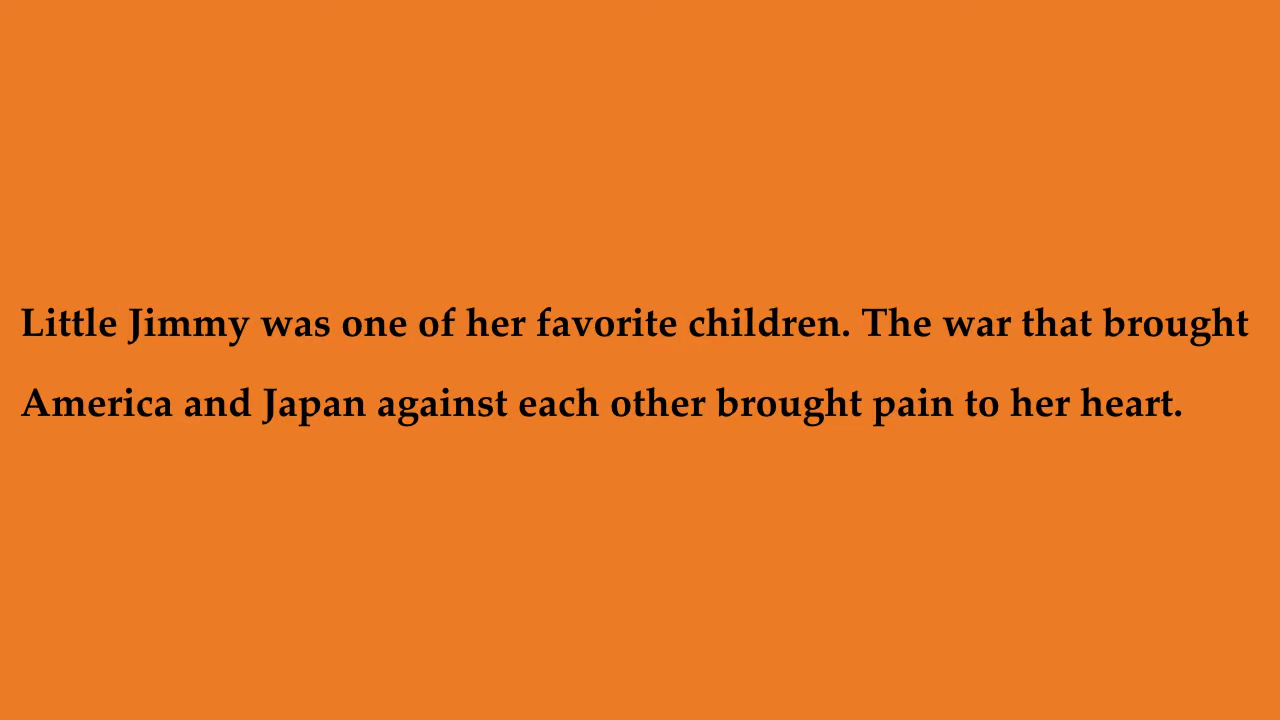 Little Jimmy was one of her favorite children. The war that brought
America and Japan against each other brought pain to her heart.